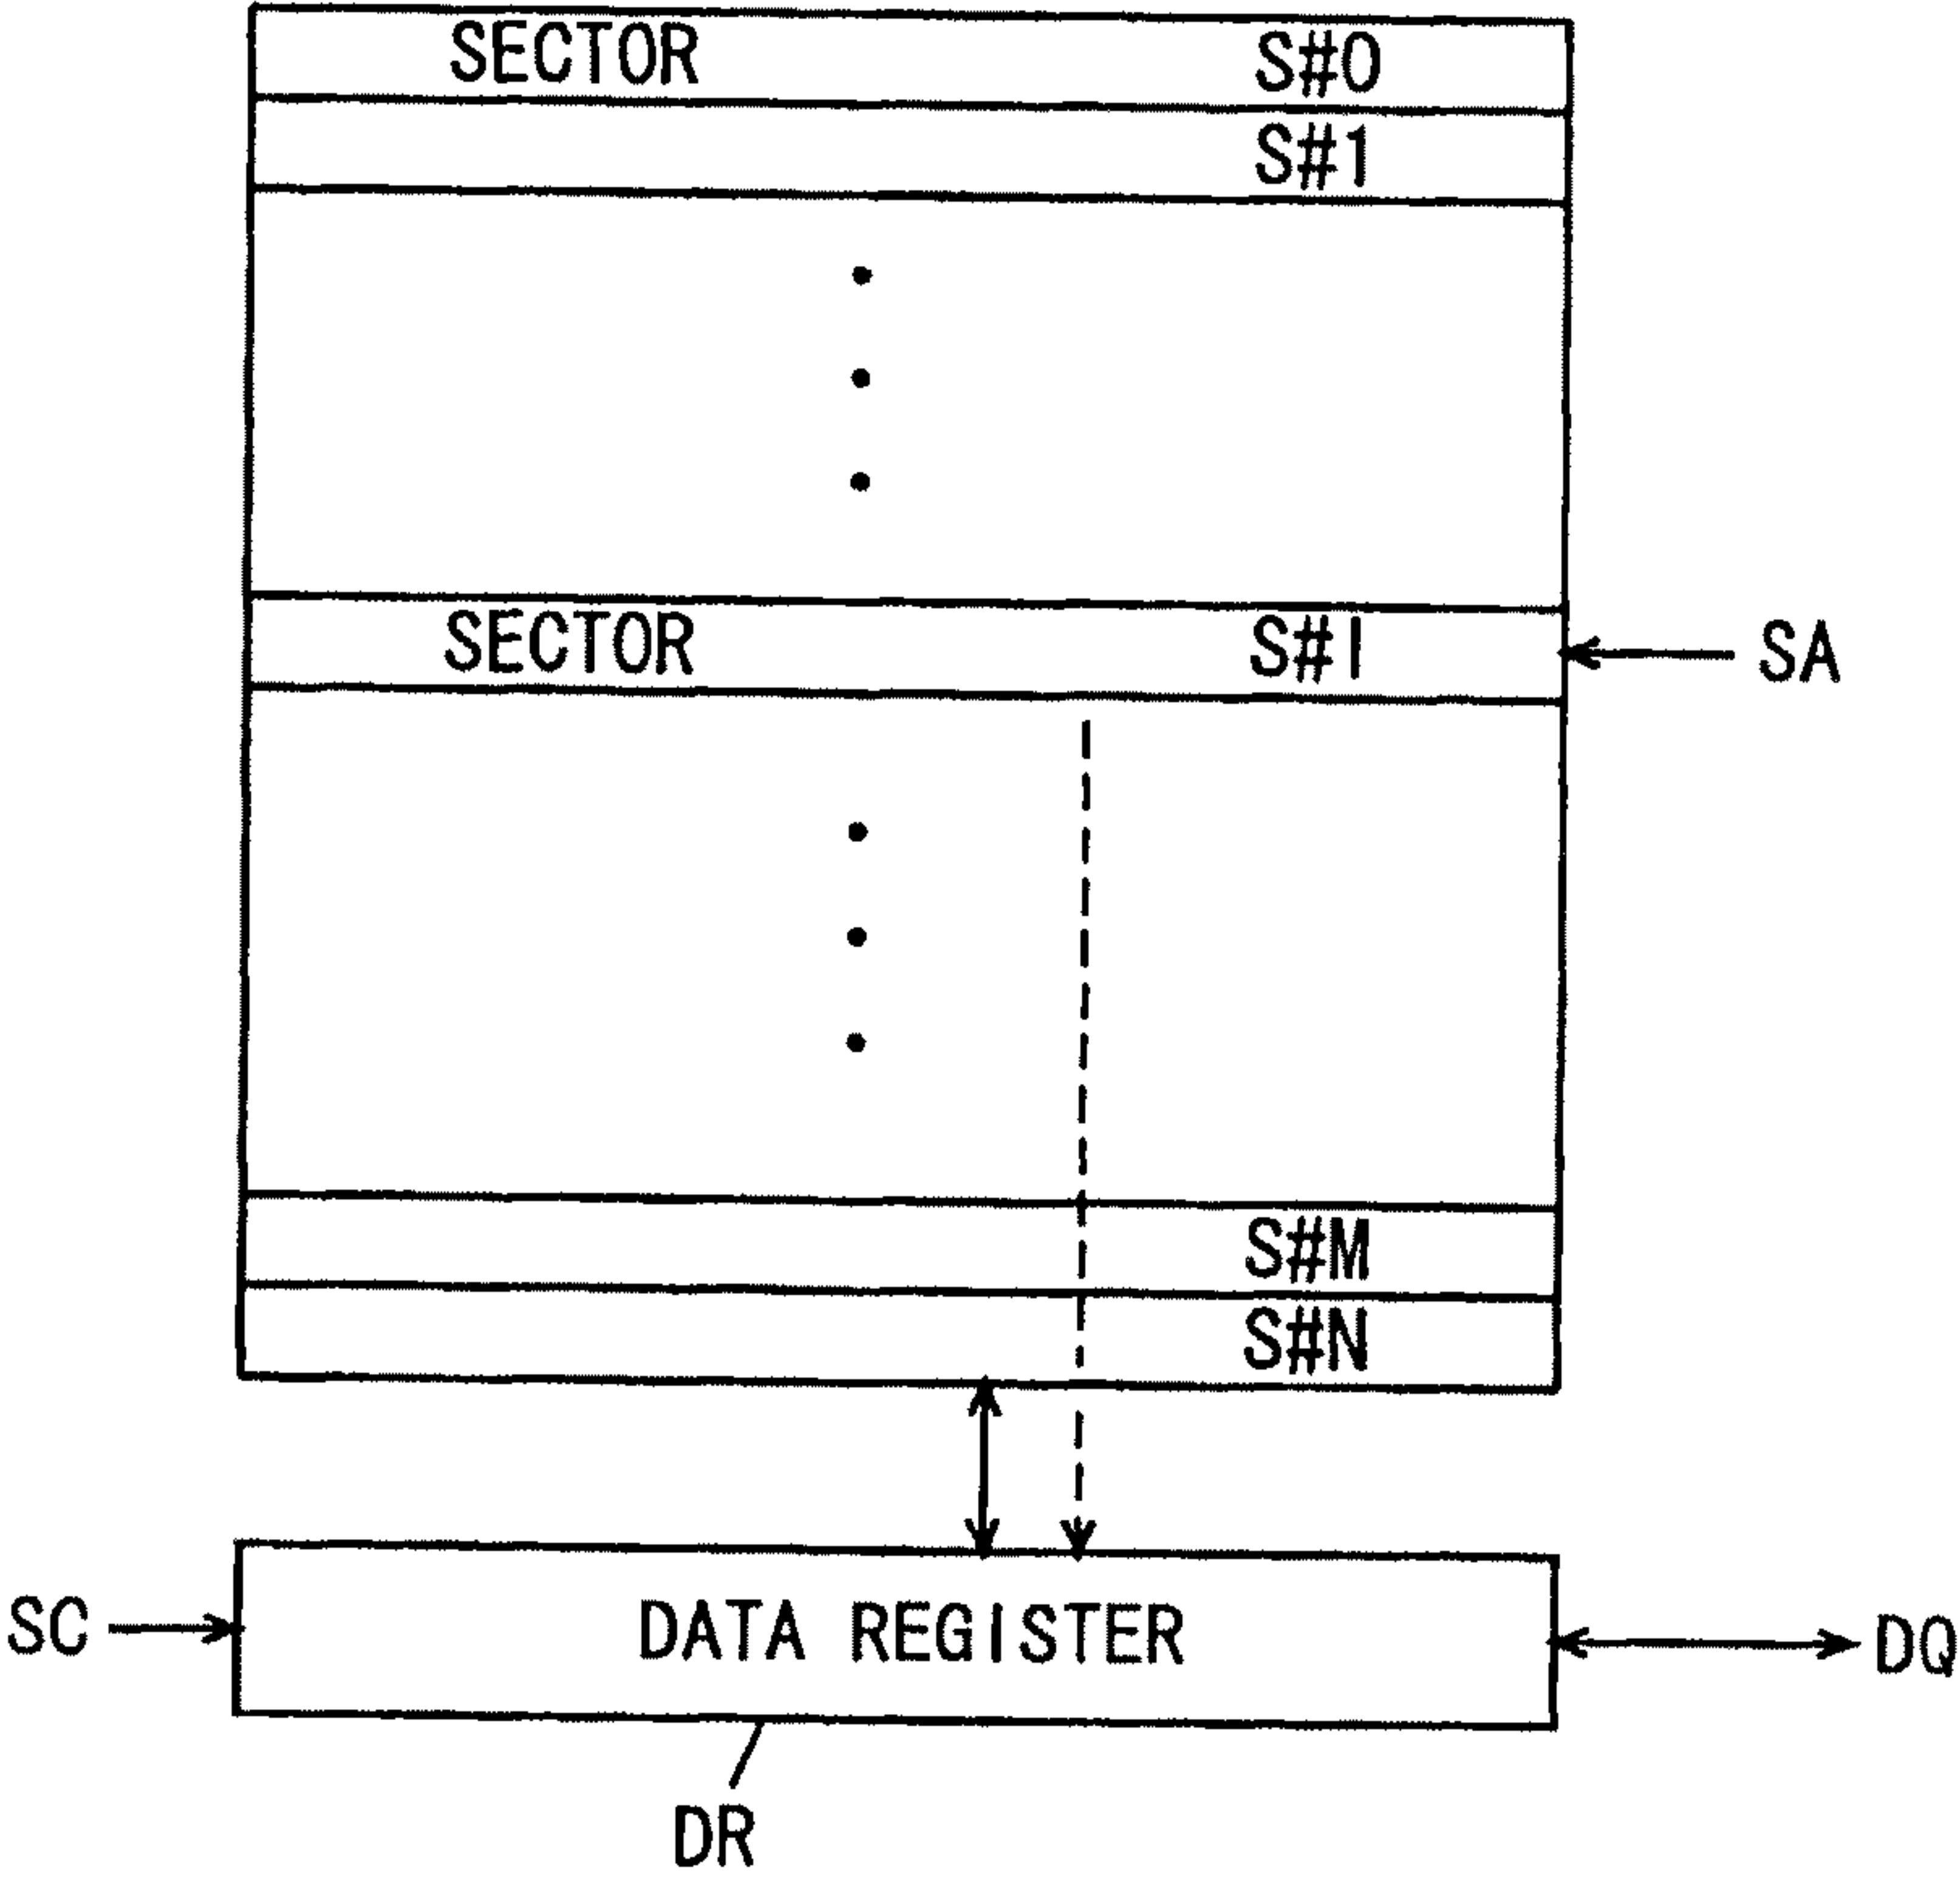 SECTOR S#0
S#1
SECTOR S#I
SA
S#M
S#N
SC
DATA REGISTER
DQ
DR